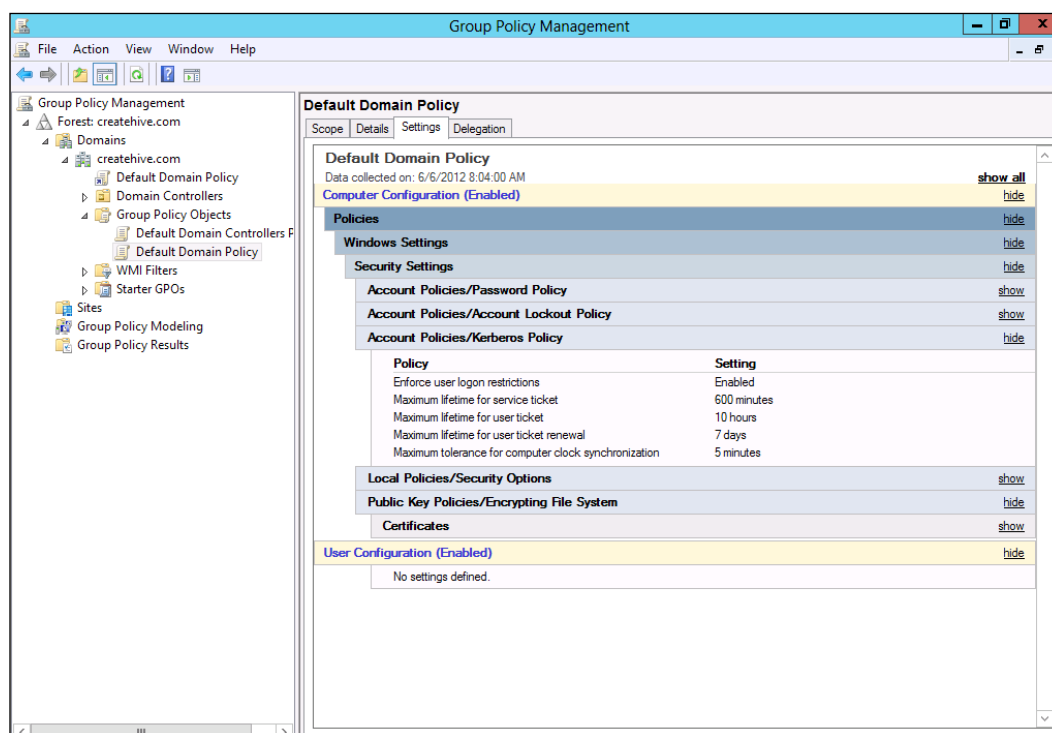 Group Policy Management
File Action View Window Help
Group Policy Management
Forest: createhive.com
Domains
createhive.com
Default Domain Policy
Domain Controllers
Group Policy Objects
Default Domain Controllers P
Default Domain Policy
WMI Filters
Starter GPOs
Sites
Group Policy Modeling
Group Policy Results
Default Domain Policy
Scope Details Settings Delegation
Default Domain Policy
Data collected on: 6/6/2012 8:04:00 AM show all
Computer Configuration (Enabled) hide
Policies hide
Windows Settings hide
Security Settings hide
Account Policies/Password Policy show
Account Policies/Account Lockout Policy show
Account Policies/Kerberos Policy hide
Policy Setting
Enforce user logon restrictions Enabled
Maximum lifetime for service ticket 600 minutes
Maximum lifetime for user ticket 10 hours
Maximum lifetime for user ticket renewal 7 days
Maximum tolerance for computer clock synchronization 5 minutes
Local Policies/Security Options show
Public Key Policies/Encrypting File System hide
Certificates show
User Configuration (Enabled) hide
No settings defined.